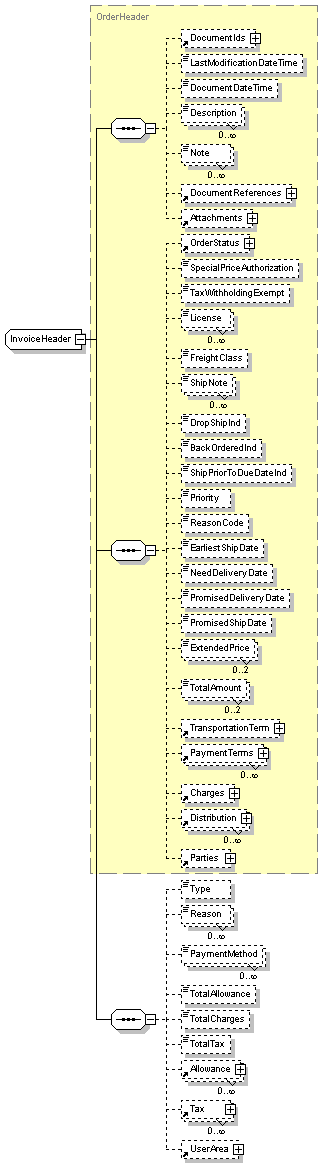 OrderHeader
DocumentIds
LastModificationDateTime
DocumentDateTime
Description
0..∞
Note
0..∞
DocumentReferences
Attachments
OrderStatus
SpecialPriceAuthorization
TaxWithholdingExempt
License
0..∞
InvoiceHeader
FreightClass
ShipNote
0..∞
DropShipInd
BackOrderedInd
ShipPriorToDueDateInd
Priority
ReasonCode
EarliestShipDate
NeedDeliveryDate
PromisedDeliveryDate
PromisedShipDate
ExtendedPrice
0..2
TotalAmount
0..2
TransportationTerm
PaymentTerms
0..∞
Charges
Distribution
0..∞
Parties
Type
Reason
0..∞
PaymentMethod
0..∞
TotalAllowance
TotalCharges
TotalTax
Allowance
0..∞
Tax
0..∞
UserArea